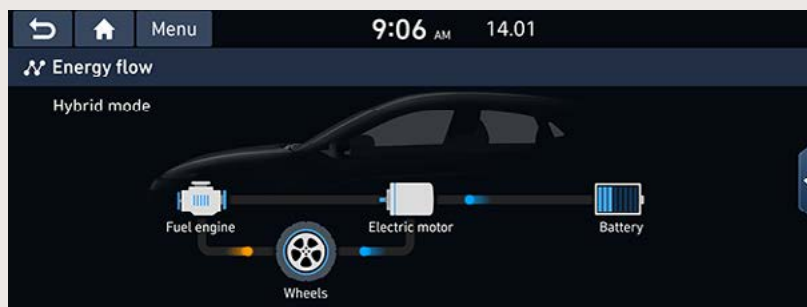 Menu 9:06 AM 14.01
Energy flow
Hybrid mode
Fuel engine Electric motor Battery
Wheels